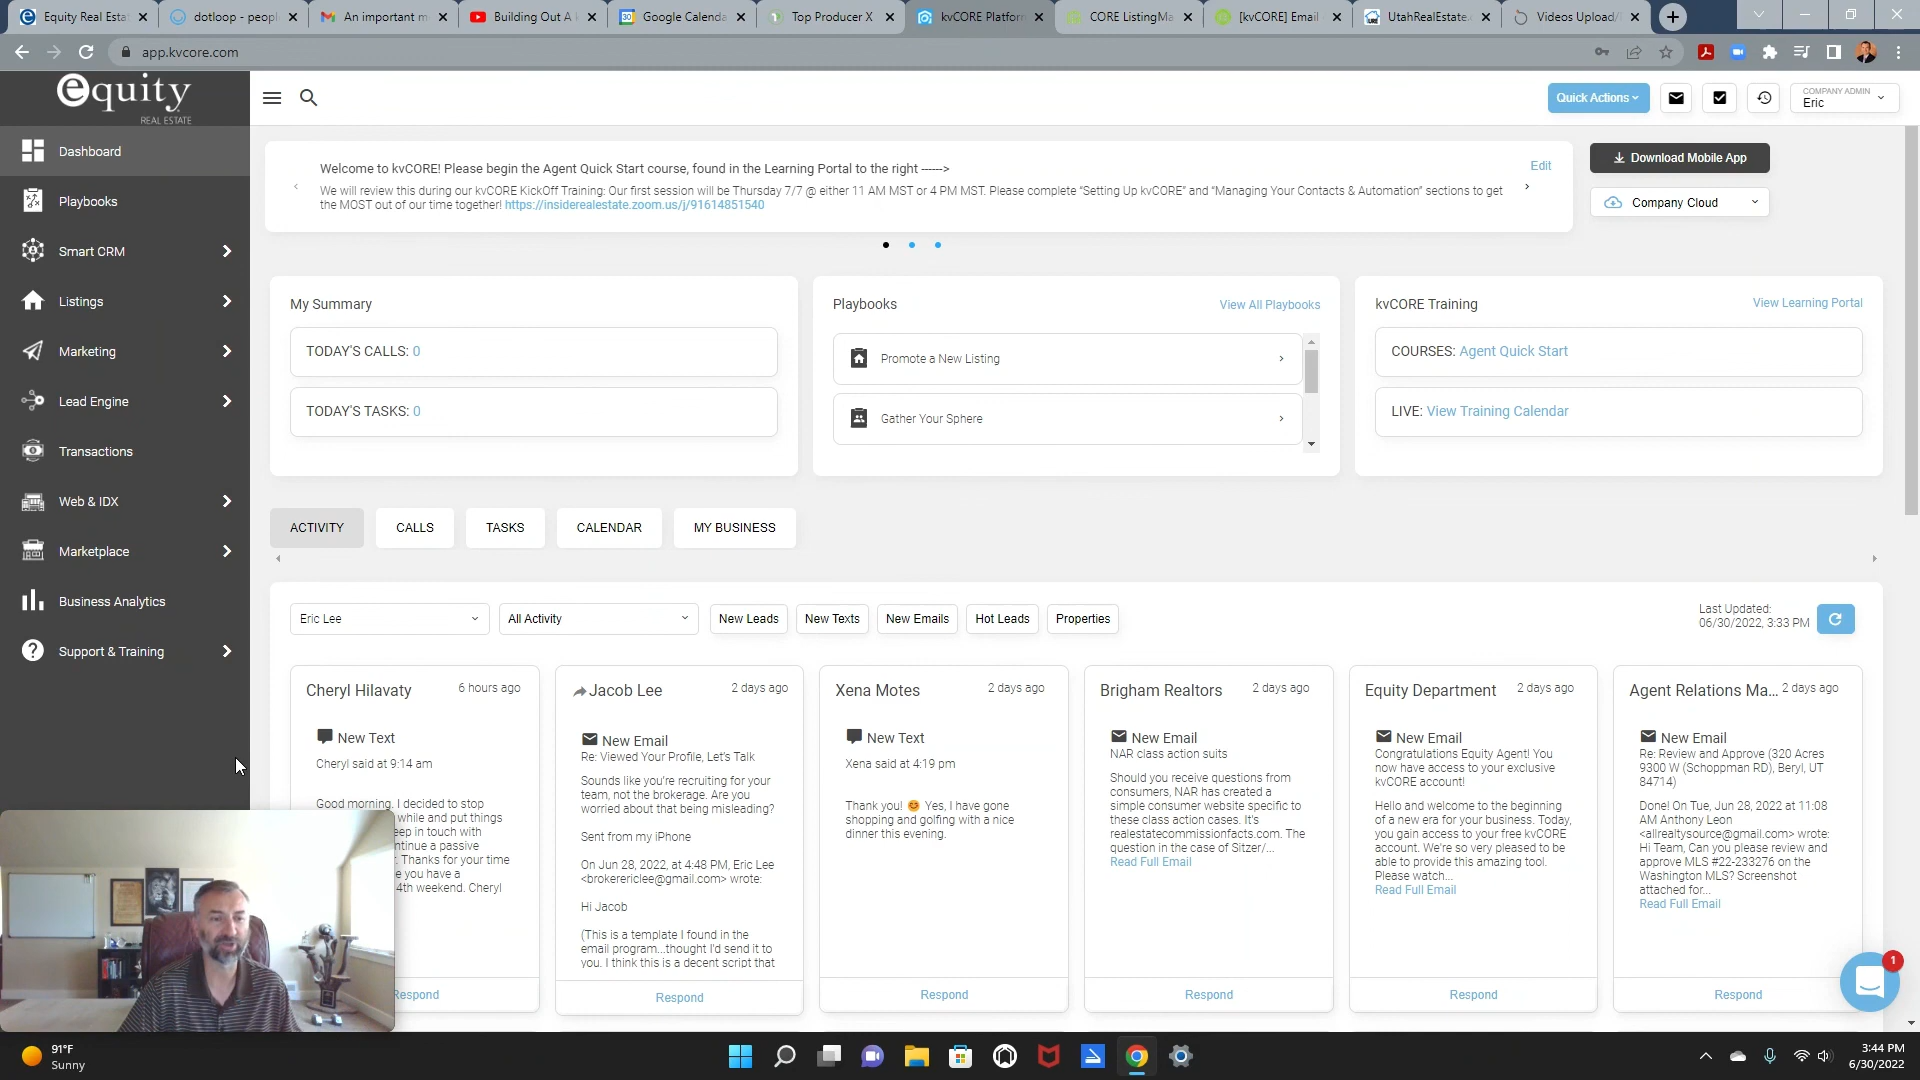 Equity Real Estat
dotloop - peopl
An important m
Building Out A k
Google Calenda
Top Producer X
kvCORE Platform
CORE ListingMa
[kvCORE] Email
UtahRealEstate.
Videos Upload/
app.kvcore.com
equity
REAL ESTATE
Quick Actions
COMPANY ADMIN
Eric
Dashboard
Playbooks
Smart CRM
Listings
Marketing
Lead Engine
Transactions
Web & IDX
Marketplace
Business Analytics
Support & Training
Welcome to kvCORE! Please begin the Agent Quick Start course, found in the Learning Portal to the right ------>
Edit
We will review this during our kvCORE KickOff Training: Our first session will be Thursday 7/7 @ either 11 AM MST or 4 PM MST. Please complete "Setting Up kvCORE" and "Managing Your Contacts & Automation" sections to get
the MOST out of our time together! https://insiderealestate.zoom.us/j/91614851540
Download Mobile App
Company Cloud
My Summary
TODAY'S CALLS: 0
TODAY'S TASKS: 0
Playbooks
View All Playbooks
Promote a New Listing
Gather Your Sphere
kvCORE Training
View Learning Portal
COURSES: Agent Quick Start
LIVE: View Training Calendar
ACTIVITY
CALLS
TASKS
CALENDAR
MY BUSINESS
Eric Lee
All Activity
New Leads
New Texts
New Emails
Hot Leads
Properties
Last Updated:
06/30/2022, 3:33 PM
Cheryl Hilavaty
6 hours ago
New Text
Cheryl said at 9:14 am
Good morning. I decided to stop
while and put things
eep in touch with
ntinue a passive
. Thanks for your time
e you have a
4th weekend. Cheryl
Respond
Jacob Lee
2 days ago
New Email
Re: Viewed Your Profile, Let's Talk
Sounds like you're recruiting for your
team, not the brokerage. Are you
worried about that being misleading?
Sent from my iPhone
On Jun 28, 2022, at 4:48 PM, Eric Lee
<brokerericlee@gmail.com> wrote:
Hi Jacob
(This is a template I found in the
email program...thought I'd send it to
you. I think this is a decent script that
Respond
Xena Motes
2 days ago
New Text
Xena said at 4:19 pm
Thank you! 😊 Yes, I have gone
shopping and golfing with a nice
dinner this evening.
Respond
Brigham Realtors
2 days ago
New Email
NAR class action suits
Should you receive questions from
consumers, NAR has created a
simple consumer website specific to
these class action cases. It's
realestatecommissionfacts.com. The
question in the case of Sitzer/...
Read Full Email
Respond
Equity Department
2 days ago
New Email
Congratulations Equity Agent! You
now have access to your exclusive
kvCORE account!
Hello and welcome to the beginning
of a new era for your business. Today,
you gain access to your free kvCORE
account. We're so very pleased to be
able to provide this amazing tool.
Please watch...
Read Full Email
Respond
Agent Relations Ma...
2 days ago
New Email
Re: Review and Approve (320 Acres
9300 W (Schoppman RD), Beryl, UT
84714)
Done! On Tue, Jun 28, 2022 at 11:08
AM Anthony Leon
<allrealtysource@gmail.com> wrote:
Hi Team, Can you please review and
approve MLS #22-233276 on the
Washington MLS? Screenshot
attached for...
Read Full Email
Respond
1
91°F
Sunny
3:44 PM
6/30/2022